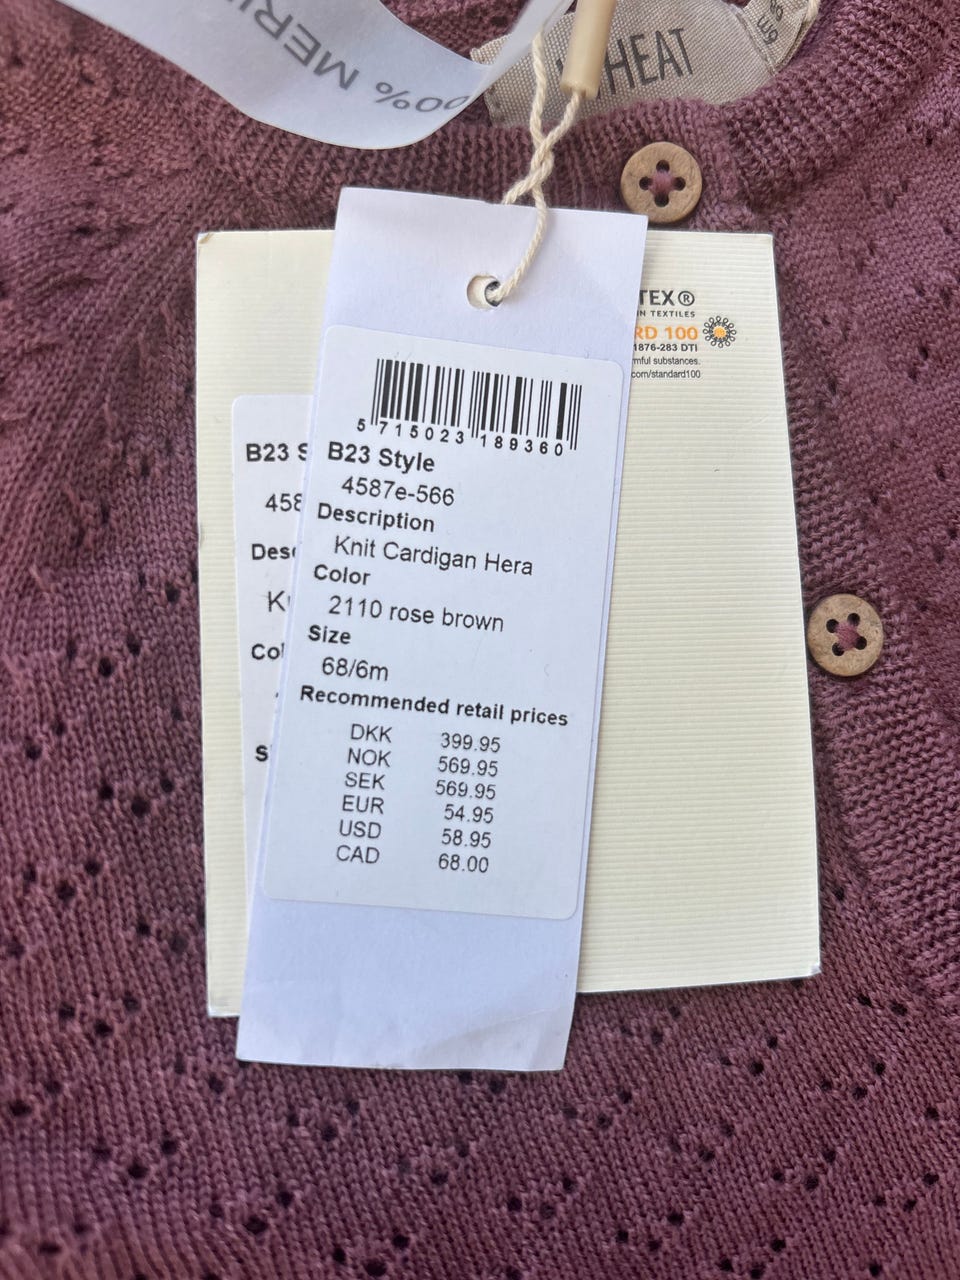 % MERI
HEAT
TEX®
IN TEXTILES
RD 100
1876-283 DTI
rmful substances.
com/standard100
5 715023 189360
B23 Style
4587e-566
Description
Knit Cardigan Hera
Color
2110 rose brown
Size
68/6m
Recommended retail prices
DKK 399.95
NOK 569.95
SEK 569.95
EUR 54.95
USD 58.95
CAD 68.00
B23 S
458
Des
K
Col
S